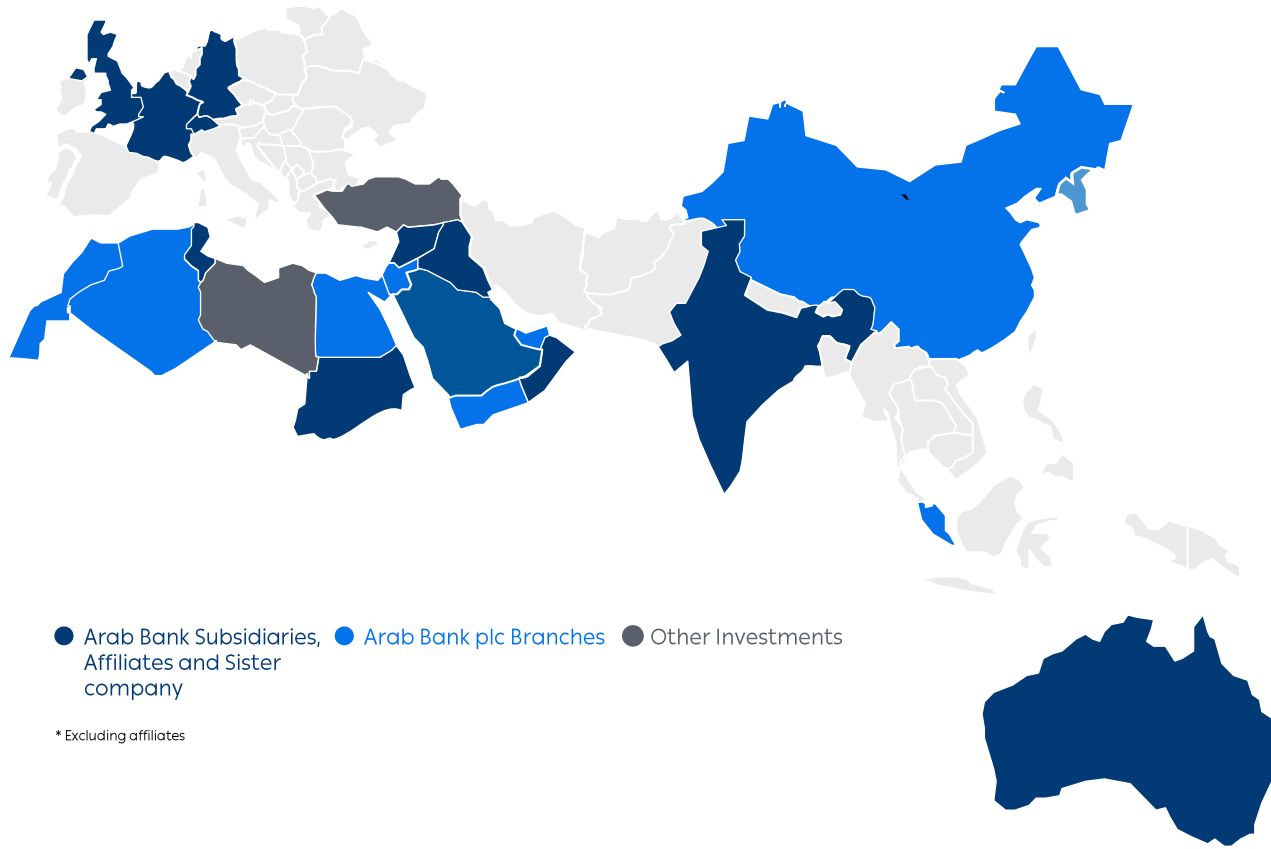 Arab Bank Subsidiaries,
Affiliates and Sister
company
Arab Bank plc Branches
Other Investments
* Excluding affiliates